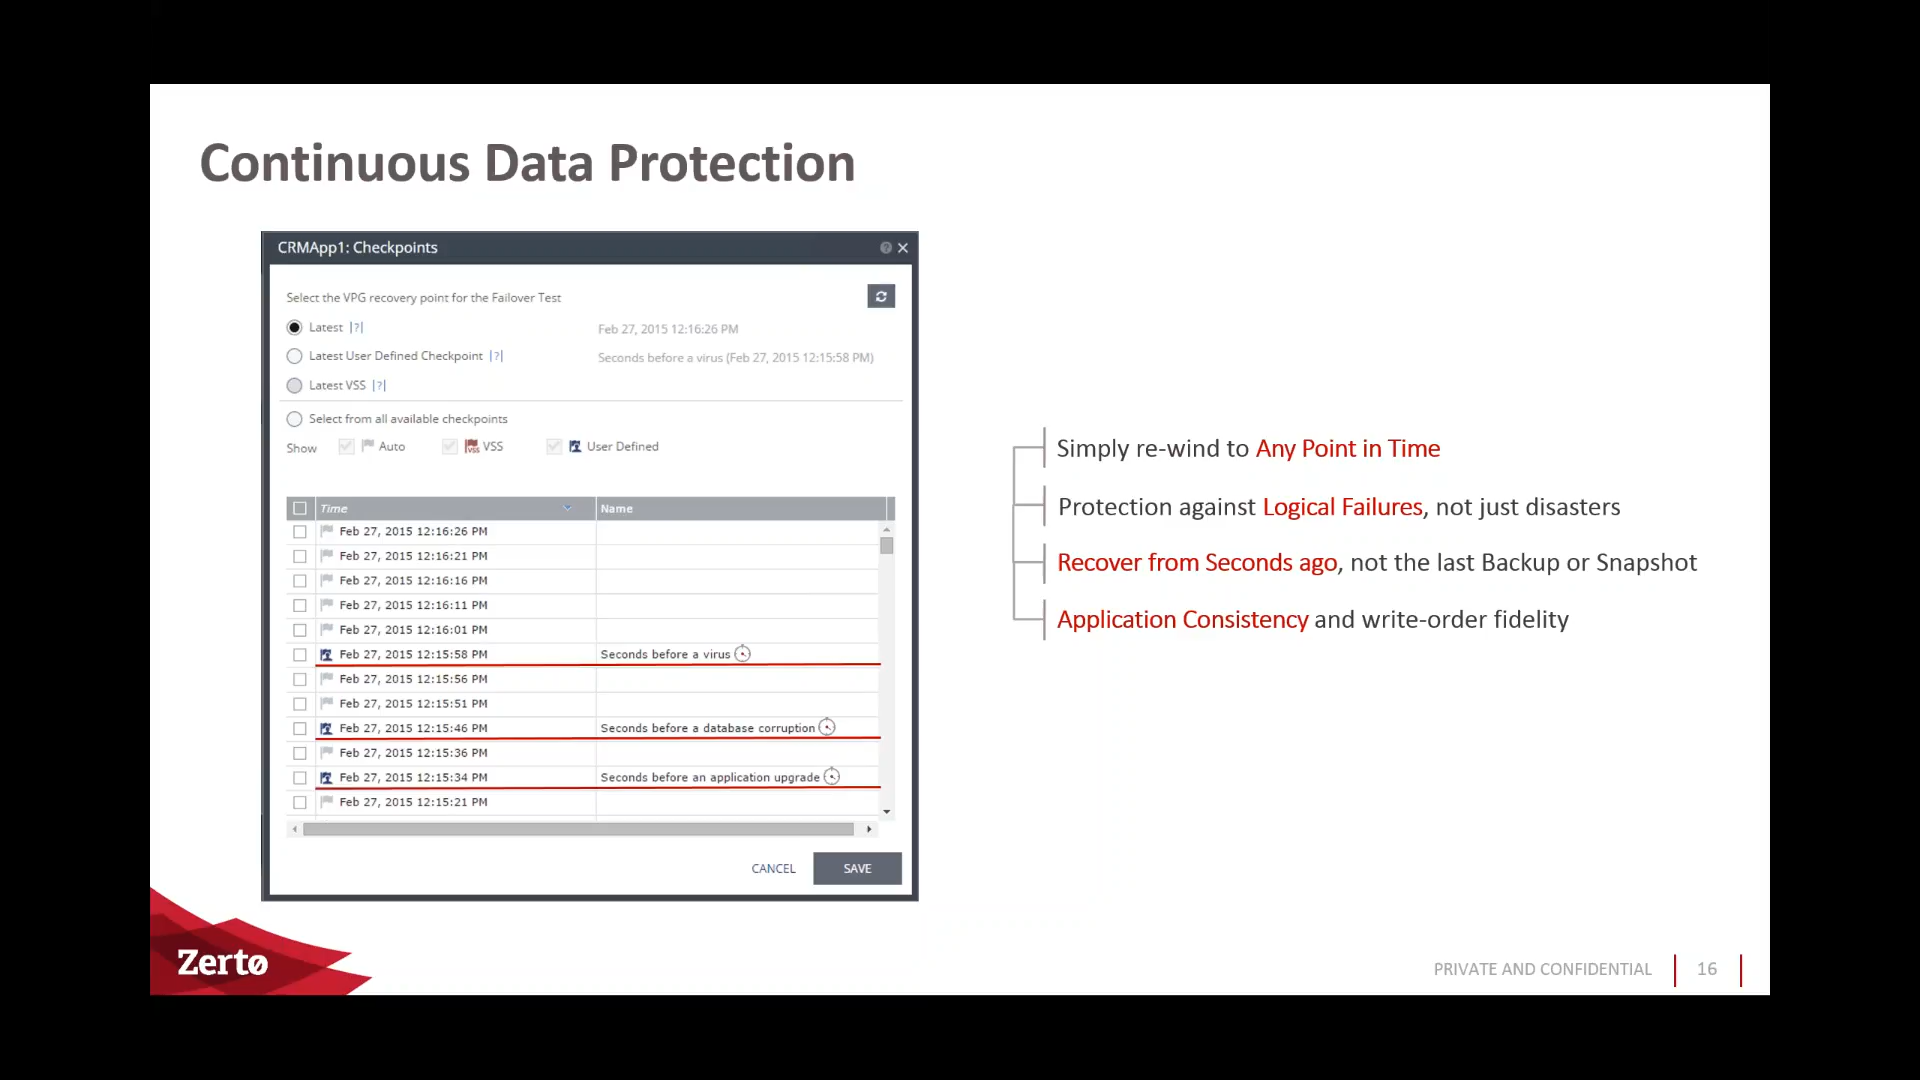 Continuous Data Protection
CRMApp1: Checkpoints
Select the VPG recovery point for the Failover Test
Latest |?| Feb 27, 2015 12:16:26 PM
Latest User Defined Checkpoint |?| Seconds before a virus (Feb 27, 2015 12:15:58 PM)
Latest VSS |?|
Select from all available checkpoints
Show Auto VSS VSS User Defined
Time Name
Feb 27, 2015 12:16:26 PM
Feb 27, 2015 12:16:21 PM
Feb 27, 2015 12:16:16 PM
Feb 27, 2015 12:16:11 PM
Feb 27, 2015 12:16:01 PM
Feb 27, 2015 12:15:58 PM Seconds before a virus
Feb 27, 2015 12:15:56 PM
Feb 27, 2015 12:15:51 PM
Feb 27, 2015 12:15:46 PM Seconds before a database corruption
Feb 27, 2015 12:15:36 PM
Feb 27, 2015 12:15:34 PM Seconds before an application upgrade
Feb 27, 2015 12:15:21 PM
CANCEL SAVE
Simply re-wind to Any Point in Time
Protection against Logical Failures, not just disasters
Recover from Seconds ago, not the last Backup or Snapshot
Application Consistency and write-order fidelity
Zertø
PRIVATE AND CONFIDENTIAL 16